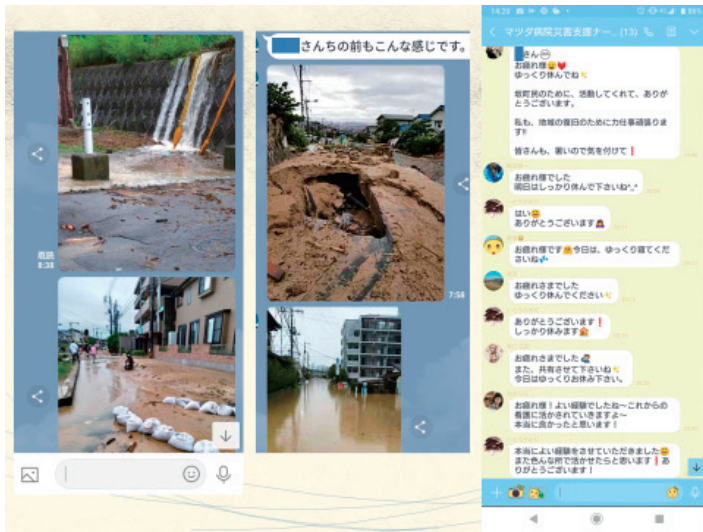 既読
8:38
さんちの前もこんな感じです。
7:58
14:23
マツダ病院災害支援ナー… (13)
さん
お疲れ様😄❤
ゆっくり休んでね
坂町民のために、活動してくれて、ありが
とうございます。
私も、地域の復旧のために力仕事頑張りま
す!!
皆さんも、暑いので気を付けて❗
お疲れ様でした
明日はしっかり休んで下さいね^_^
はい😄
ありがとうございます🙇
お疲れ様です🤗今日は、ゆっくり寝てくだ
さいね💤
お疲れさまでした
ゆっくり休んでください
ありがとうございます❗
しっかり休みます
お疲れさまでした
また、共有させて下さいね
今日はゆっくりお休み下さい。
お疲れ様！よい経験でしたね〜これからの
看護に活かされていきますよ〜
本当に良かったと思います！
本当によい経験をさせていただきました😄
また色んな所で活かせたらと思います❗あ
りがとうございます！